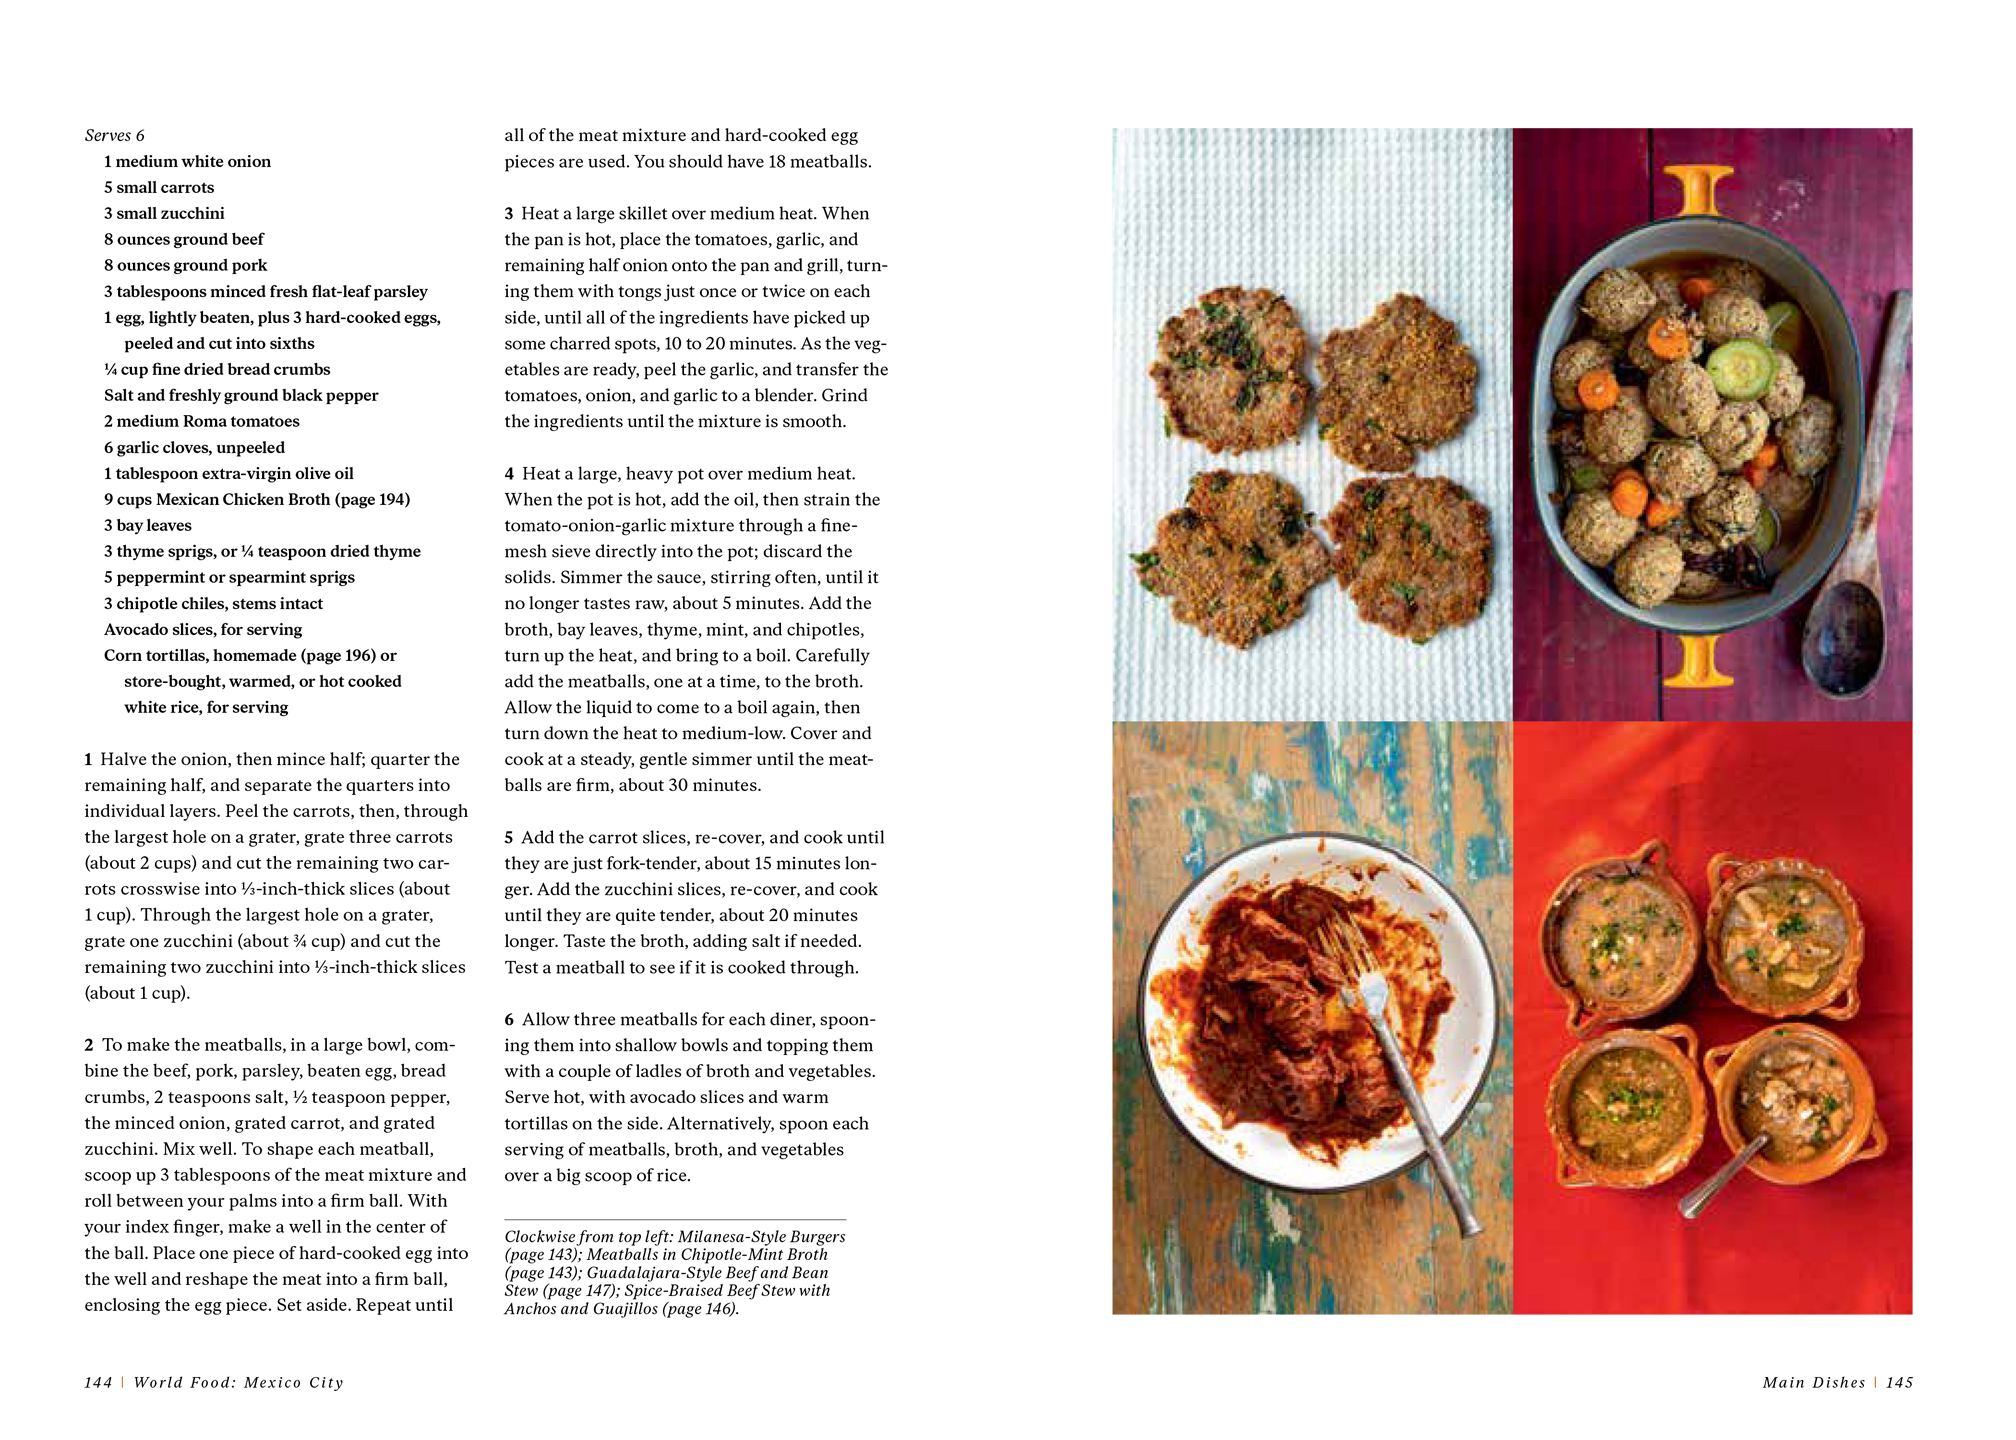 Serves 6
1 medium white onion
5 small carrots
3 small zucchini
8 ounces ground beef
8 ounces ground pork
3 tablespoons minced fresh flat-leaf parsley
1 egg, lightly beaten, plus 3 hard-cooked eggs,
peeled and cut into sixths
¼ cup fine dried bread crumbs
Salt and freshly ground black pepper
2 medium Roma tomatoes
6 garlic cloves, unpeeled
1 tablespoon extra-virgin olive oil
9 cups Mexican Chicken Broth (page 194)
3 bay leaves
3 thyme sprigs, or ¼ teaspoon dried thyme
5 peppermint or spearmint sprigs
3 chipotle chiles, stems intact
Avocado slices, for serving
Corn tortillas, homemade (page 196) or
store-bought, warmed, or hot cooked
white rice, for serving
1 Halve the onion, then mince half; quarter the
remaining half, and separate the quarters into
individual layers. Peel the carrots, then, through
the largest hole on a grater, grate three carrots
(about 2 cups) and cut the remaining two car-
rots crosswise into ⅓-inch-thick slices (about
1 cup). Through the largest hole on a grater,
grate one zucchini (about ¾ cup) and cut the
remaining two zucchini into ⅓-inch-thick slices
(about 1 cup).
2 To make the meatballs, in a large bowl, com-
bine the beef, pork, parsley, beaten egg, bread
crumbs, 2 teaspoons salt, ½ teaspoon pepper,
the minced onion, grated carrot, and grated
zucchini. Mix well. To shape each meatball,
scoop up 3 tablespoons of the meat mixture and
roll between your palms into a firm ball. With
your index finger, make a well in the center of
the ball. Place one piece of hard-cooked egg into
the well and reshape the meat into a firm ball,
enclosing the egg piece. Set aside. Repeat until
all of the meat mixture and hard-cooked egg
pieces are used. You should have 18 meatballs.
3 Heat a large skillet over medium heat. When
the pan is hot, place the tomatoes, garlic, and
remaining half onion onto the pan and grill, turn-
ing them with tongs just once or twice on each
side, until all of the ingredients have picked up
some charred spots, 10 to 20 minutes. As the veg-
etables are ready, peel the garlic, and transfer the
tomatoes, onion, and garlic to a blender. Grind
the ingredients until the mixture is smooth.
4 Heat a large, heavy pot over medium heat.
When the pot is hot, add the oil, then strain the
tomato-onion-garlic mixture through a fine-
mesh sieve directly into the pot; discard the
solids. Simmer the sauce, stirring often, until it
no longer tastes raw, about 5 minutes. Add the
broth, bay leaves, thyme, mint, and chipotles,
turn up the heat, and bring to a boil. Carefully
add the meatballs, one at a time, to the broth.
Allow the liquid to come to a boil again, then
turn down the heat to medium-low. Cover and
cook at a steady, gentle simmer until the meat-
balls are firm, about 30 minutes.
5 Add the carrot slices, re-cover, and cook until
they are just fork-tender, about 15 minutes lon-
ger. Add the zucchini slices, re-cover, and cook
until they are quite tender, about 20 minutes
longer. Taste the broth, adding salt if needed.
Test a meatball to see if it is cooked through.
6 Allow three meatballs for each diner, spoon-
ing them into shallow bowls and topping them
with a couple of ladles of broth and vegetables.
Serve hot, with avocado slices and warm
tortillas on the side. Alternatively, spoon each
serving of meatballs, broth, and vegetables
over a big scoop of rice.
Clockwise from top left: Milanesa-Style Burgers
(page 143); Meatballs in Chipotle-Mint Broth
(page 143); Guadalajara-Style Beef and Bean
Stew (page 147); Spice-Braised Beef Stew with
Anchos and Guajillos (page 146).
144 | World Food: Mexico City
Main Dishes | 145